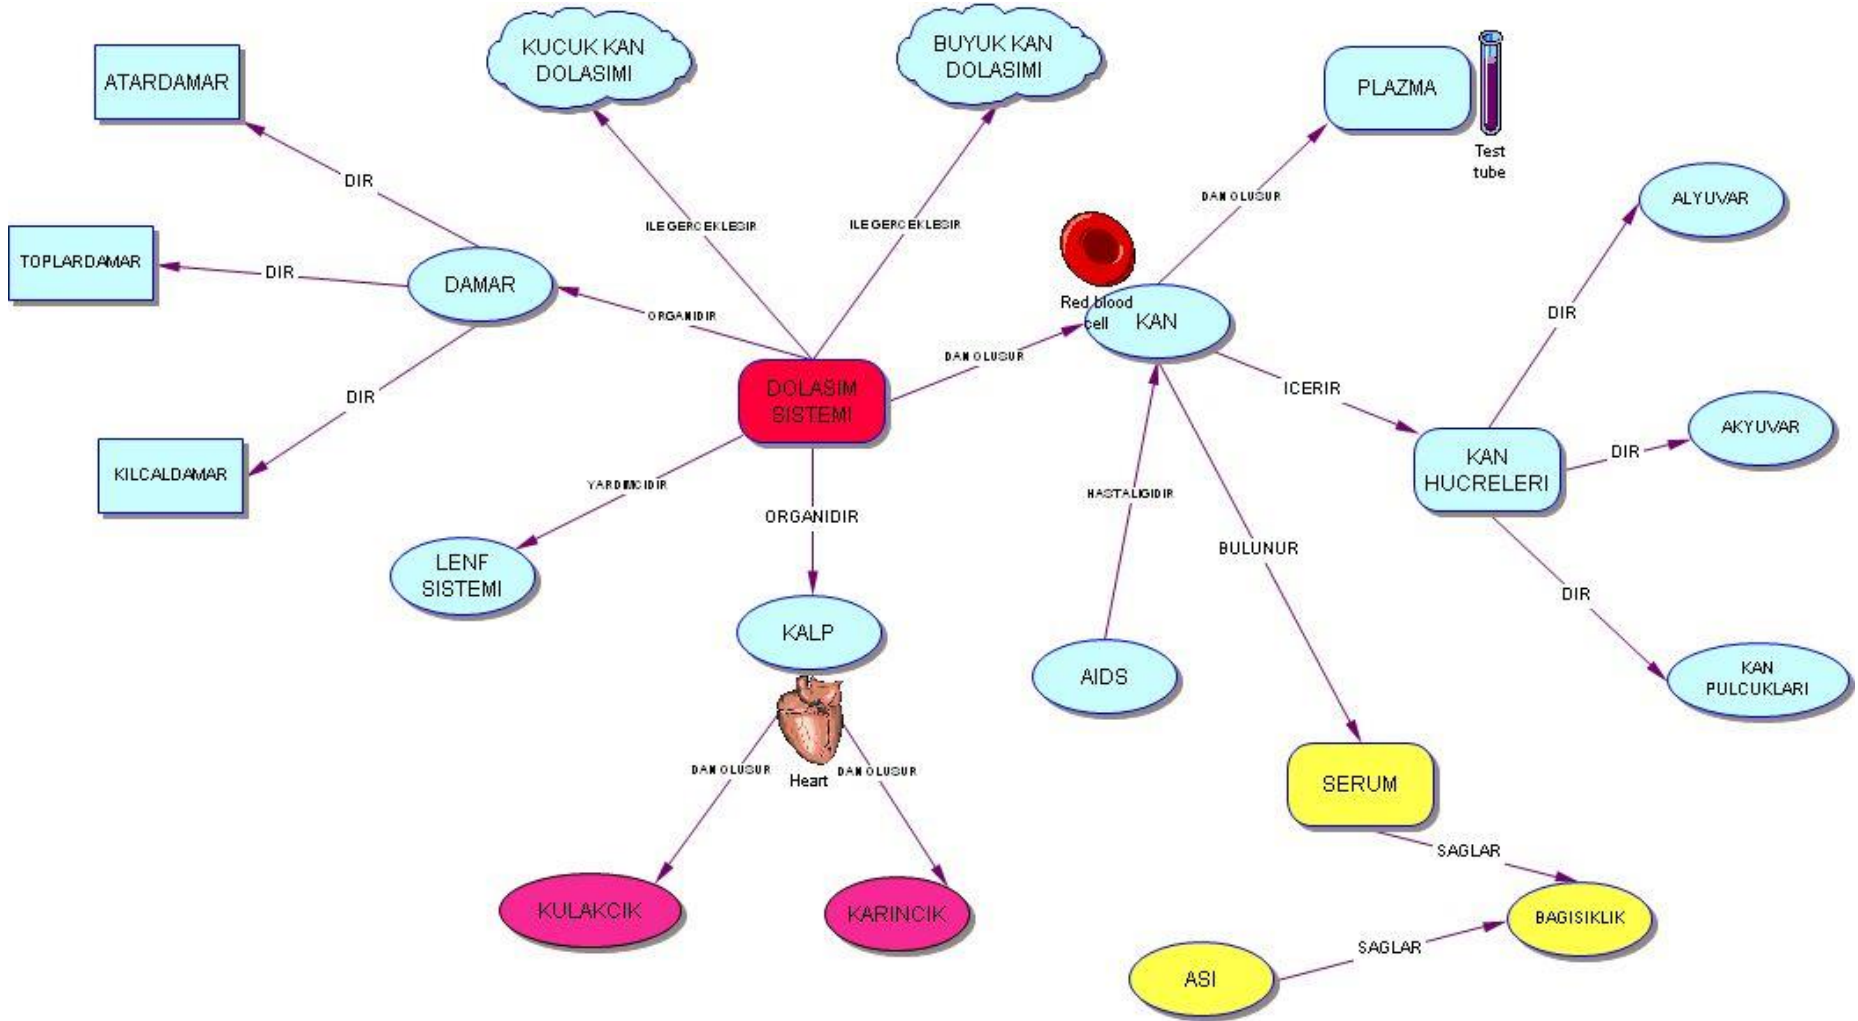 KUCUK KAN
DOLASIMI
BUYUK KAN
DOLASIMI
ATARDAMAR
PLAZMA
Test
tube
DIR
ILE GERCEKLESIR
ILE GERCEKLESIR
DAN OLUSUR
ALYUVAR
TOPLARDAMAR
DIR
DAMAR
ORGANIDIR
Red blood
cell
KAN
DIR
DAN OLUSUR
DIR
DOLASIM
SISTEMI
ICERIR
AKYUVAR
KILCALDAMAR
YARDIMCIDIR
ORGANIDIR
HASTALIGIDIR
KAN
HUCRELERI
DIR
LENF
SISTEMI
BULUNUR
DIR
KALP
AIDS
KAN
PULCUKLARI
DAN OLUSUR
Heart
DAN OLUSUR
SERUM
SAGLAR
KULAKCIK
KARINCIK
BAGISIKLIK
SAGLAR
ASI